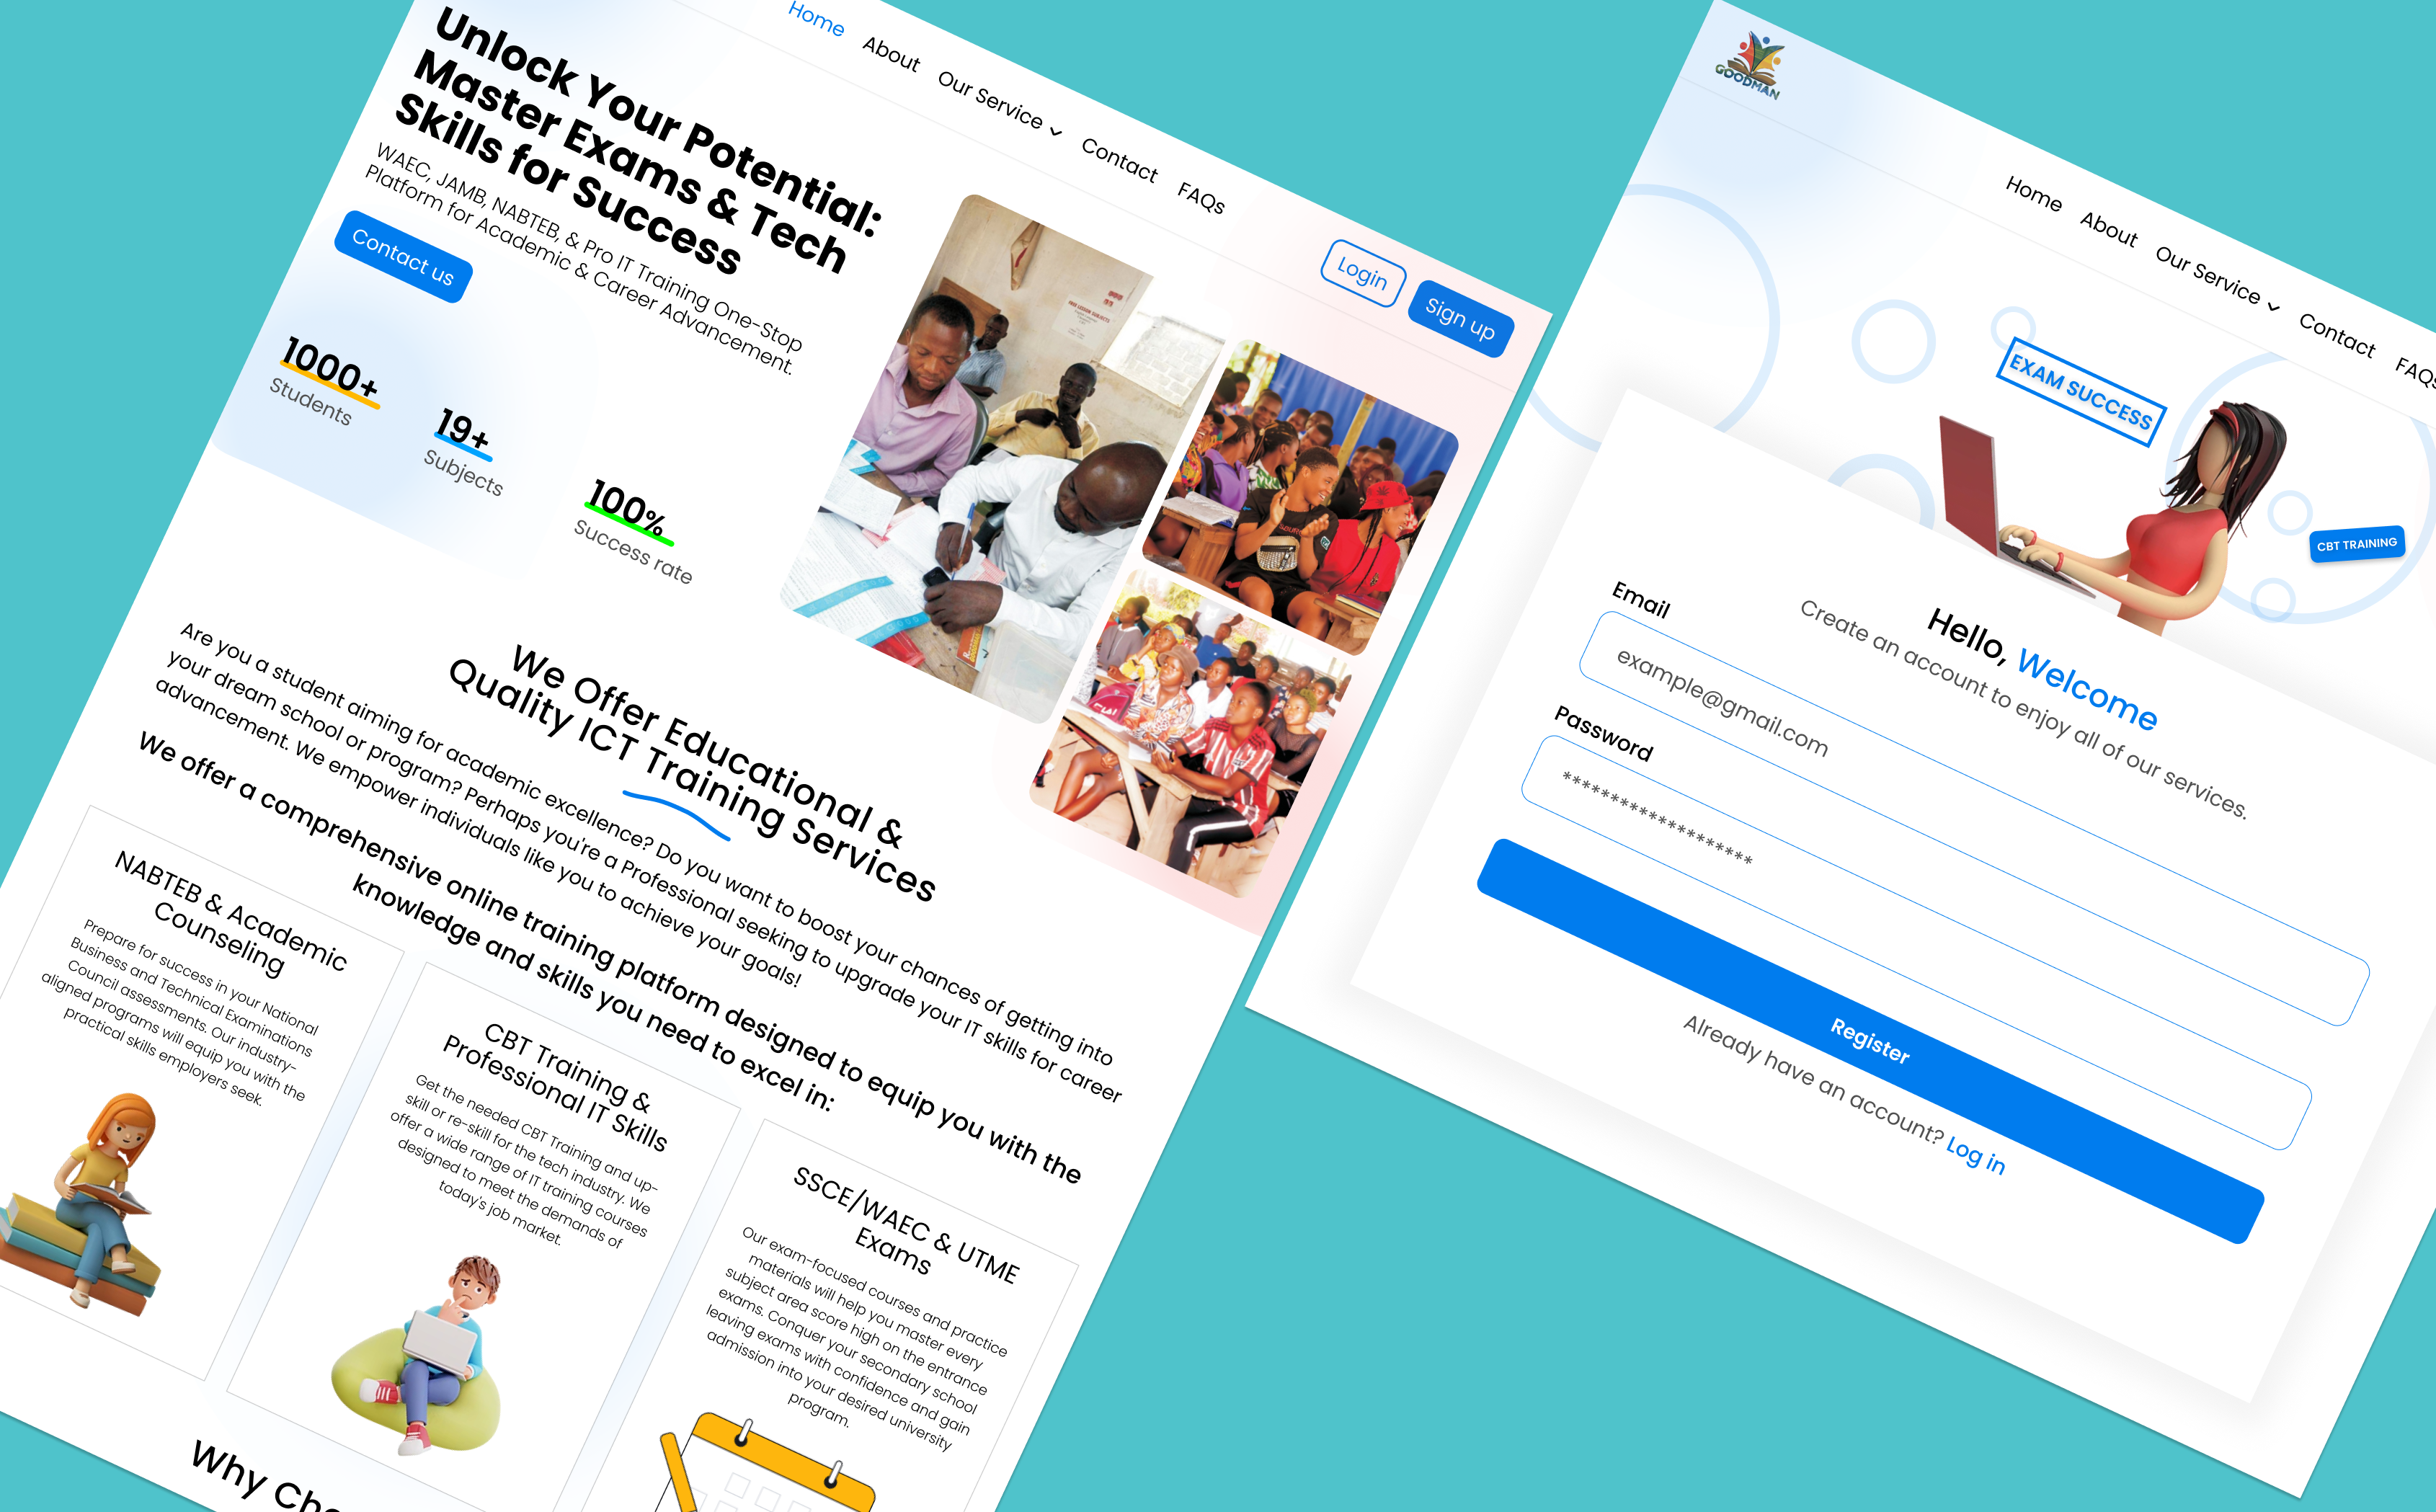 Home
About
Our Service
Contact
FAQs
Login
Sign up
Unlock Your Potential:
Master Exams & Tech
Skills for Success
WAEC, JAMB, NABTEB, & Pro IT Training One-Stop
Platform for Academic & Career Advancement.
Contact us
1000+
Students
19+
Subjects
100%
Success rate
We Offer Educational &
Quality ICT Training Services
Are you a student aiming for academic excellence? Do you want to boost your chances of getting into
your dream school or program? Perhaps you're a Professional seeking to upgrade your IT skills for career
advancement. We empower individuals like you to achieve your goals!
We offer a comprehensive online training platform designed to equip you with the
knowledge and skills you need to excel in:
NABTEB & Academic
Counseling
Prepare for success in your National
Business and Technical Examinations
Council assessments. Our industry-
aligned programs will equip you with the
practical skills employers seek.
CBT Training &
Professional IT Skills
Get the needed CBT Training and up-
skill or re-skill for the tech industry. We
offer a wide range of IT training courses
designed to meet the demands of
today's job market.
SSCE/WAEC & UTME
Exams
Our exam-focused courses and practice
materials will help you master every
subject area score high on the entrance
exams. Conquer your secondary school
leaving exams with confidence and gain
admission into your desired university
program.
Why
GOODMAN
Home
About
Our Service
Contact
FAQs
EXAM SUCCESS
CBT TRAINING
Hello, Welcome
Create an account to enjoy all of our services.
Email
example@gmail.com
Password
*******************
Register
Already have an account? Log in